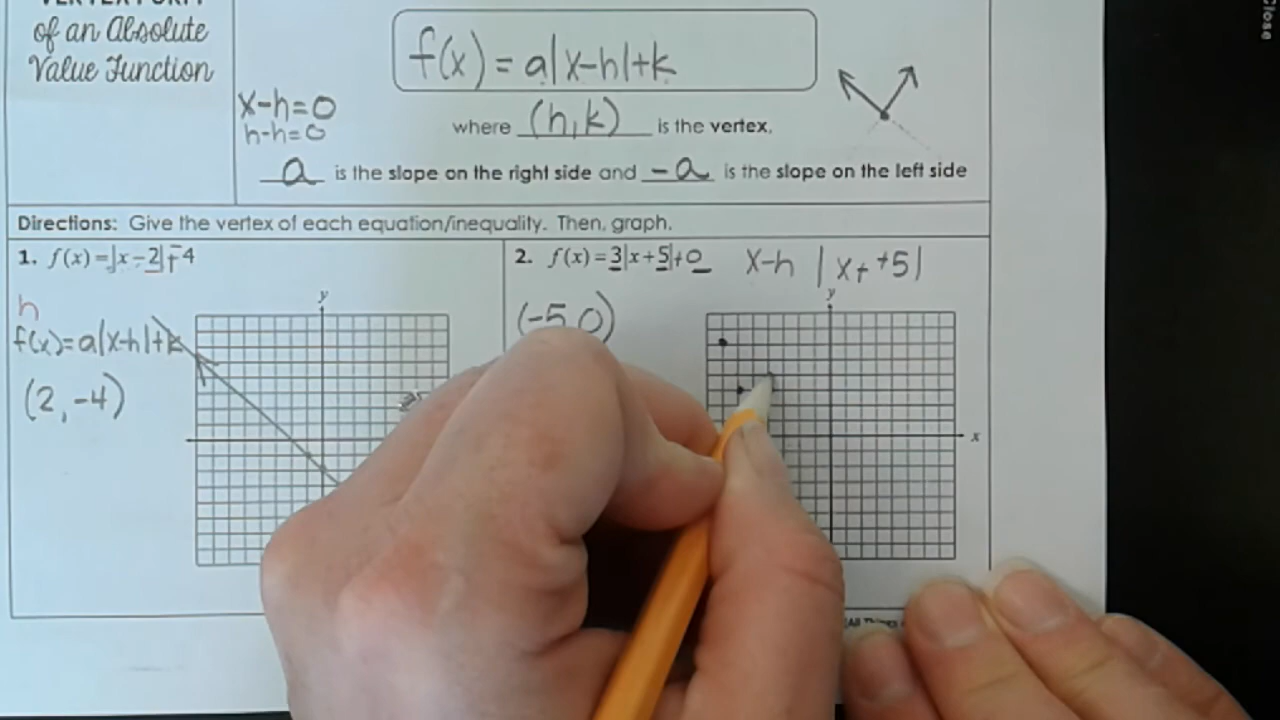 of an Absolute
Value Function
f(x) = a|x-h|+k
x-h=0
h-h=0
where (h,k) is the vertex,
a is the slope on the right side and -a is the slope on the left side
Directions: Give the vertex of each equation/inequality. Then, graph.
1. f(x)=|x-2|+-4
h
f(x)=a|x-h|+k
(2,-4)
y
2. f(x)=3|x+5|+0
x-h |x++5|
(-5,0)
y
x
Close